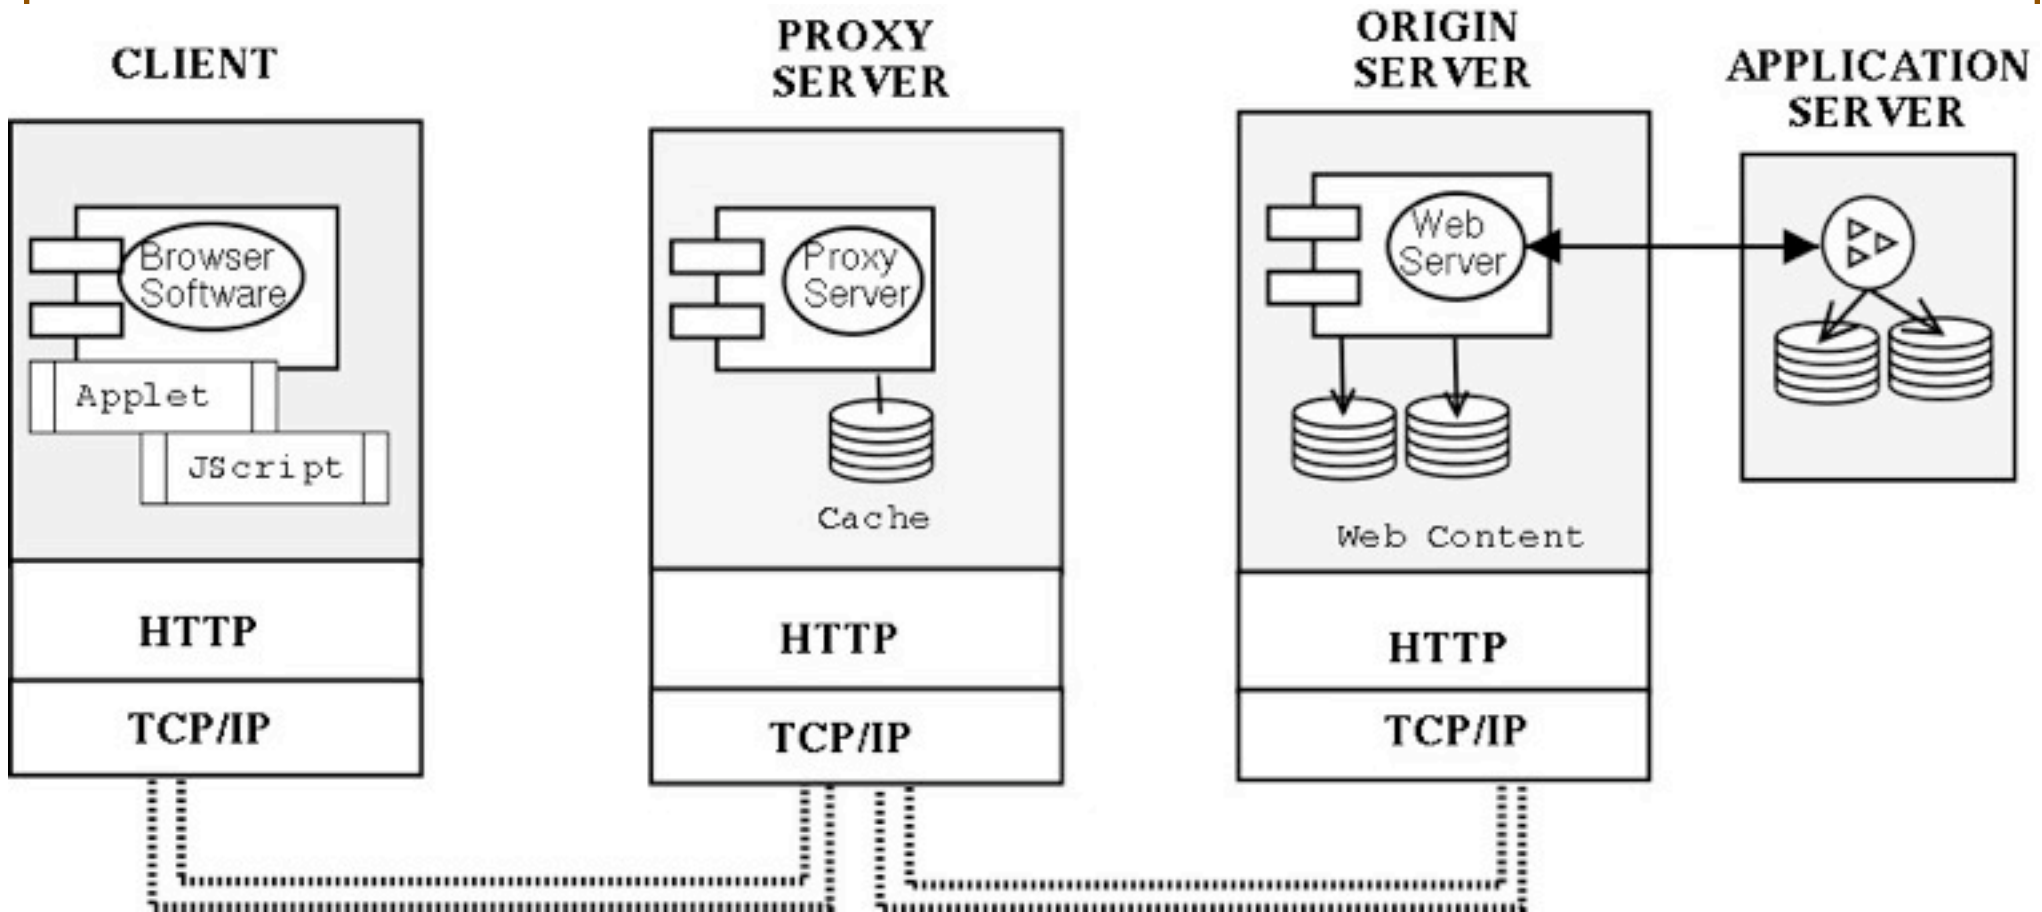 CLIENT
Browser
Software
Applet
JScript
HTTP
TCP/IP
PROXY
SERVER
Proxy
Server
Cache
HTTP
TCP/IP
ORIGIN
SERVER
Web
Server
Web Content
HTTP
TCP/IP
APPLICATION
SERVER